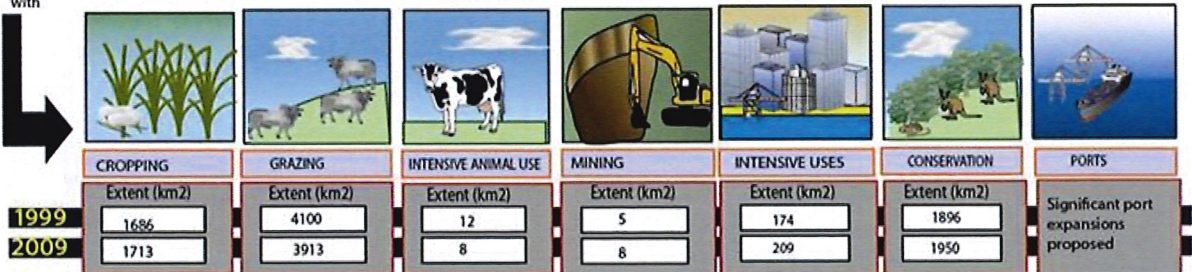 with
CROPPING
GRAZING
INTENSIVE ANIMAL USE
MINING
INTENSIVE USES
CONSERVATION
PORTS
Extent (km2)
Extent (km2)
Extent (km2)
Extent (km2)
Extent (km2)
Extent (km2)
Significant port
expansions
proposed
1999
1686
4100
12
5
174
1896
2009
1713
3913
8
8
209
1950